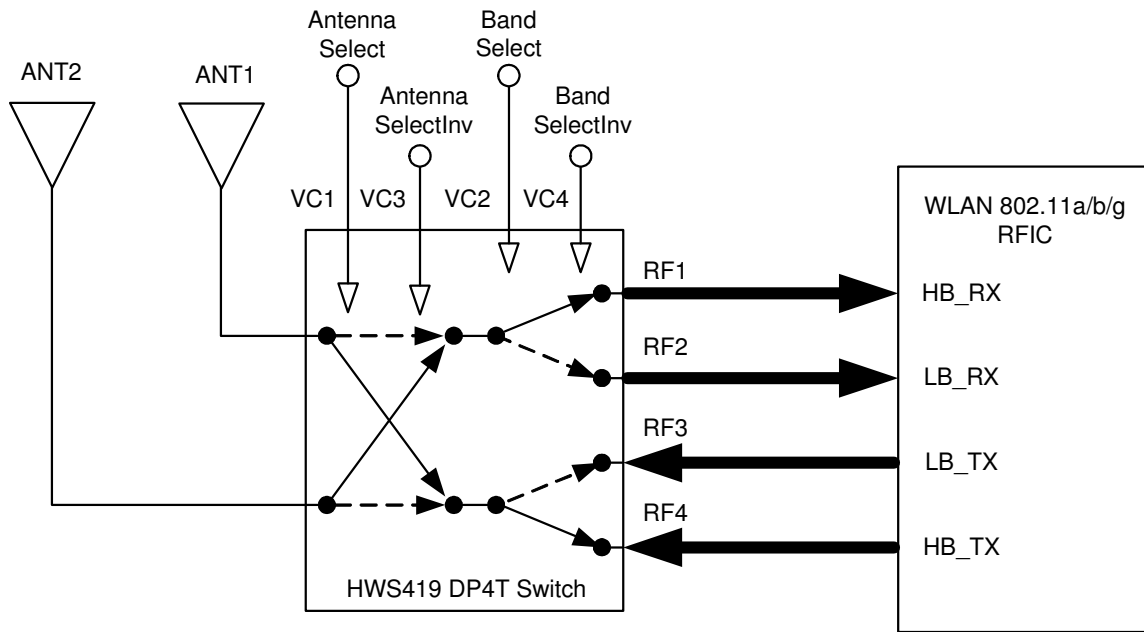 Antenna
Select
Band
Select
ANT2
ANT1
Antenna
SelectInv
Band
SelectInv
VC1
VC3
VC2
VC4
WLAN 802.11a/b/g
RFIC
RF1
HB_RX
RF2
LB_RX
RF3
LB_TX
RF4
HB_TX
HWS419 DP4T Switch